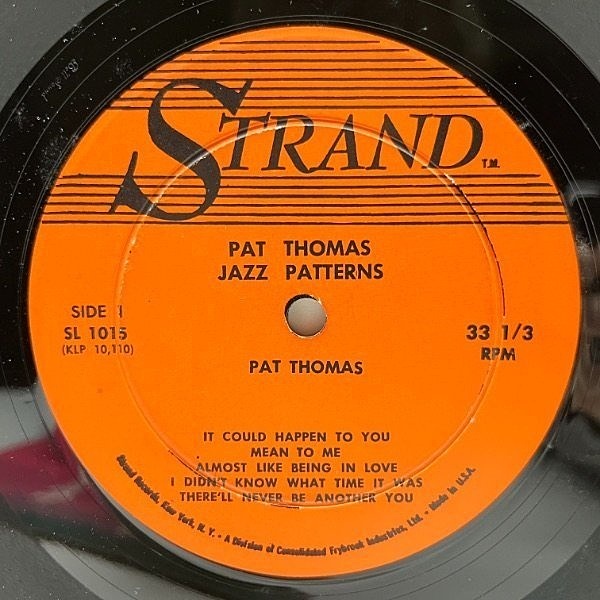 STRAND T.M.
PAT THOMAS
JAZZ PATTERNS
SIDE 1
SL 1015
(KLP 10,110)
33 1/3
RPM
PAT THOMAS
IT COULD HAPPEN TO YOU
MEAN TO ME
ALMOST LIKE BEING IN LOVE
I DIDN'T KNOW WHAT TIME IT WAS
THERE'LL NEVER BE ANOTHER YOU
Records, New York, N. Y. - A Division of Consolidated Frybrook Industries, Ltd. - Made in U.S.A.